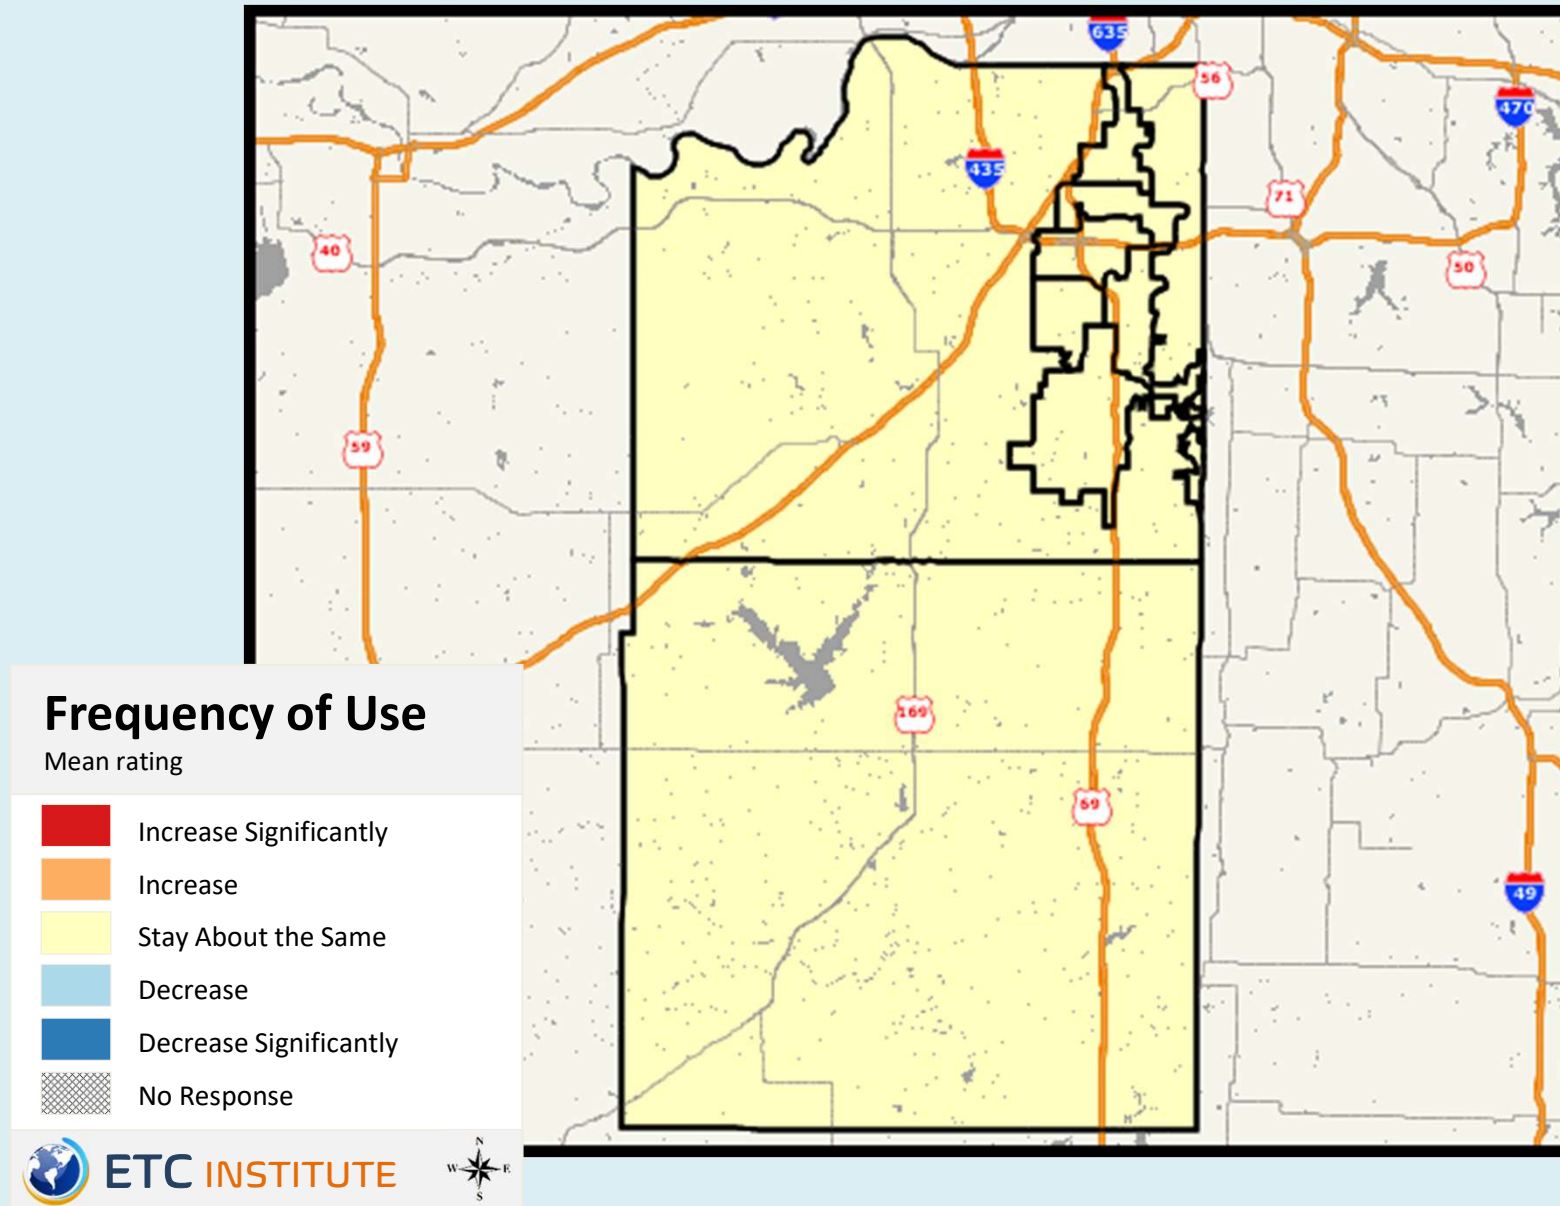 635
56
470
435
71
40
50
59
169
69
49
Frequency of Use
Mean rating
Increase Significantly
Increase
Stay About the Same
Decrease
Decrease Significantly
No Response
ETC INSTITUTE
N
W E
S